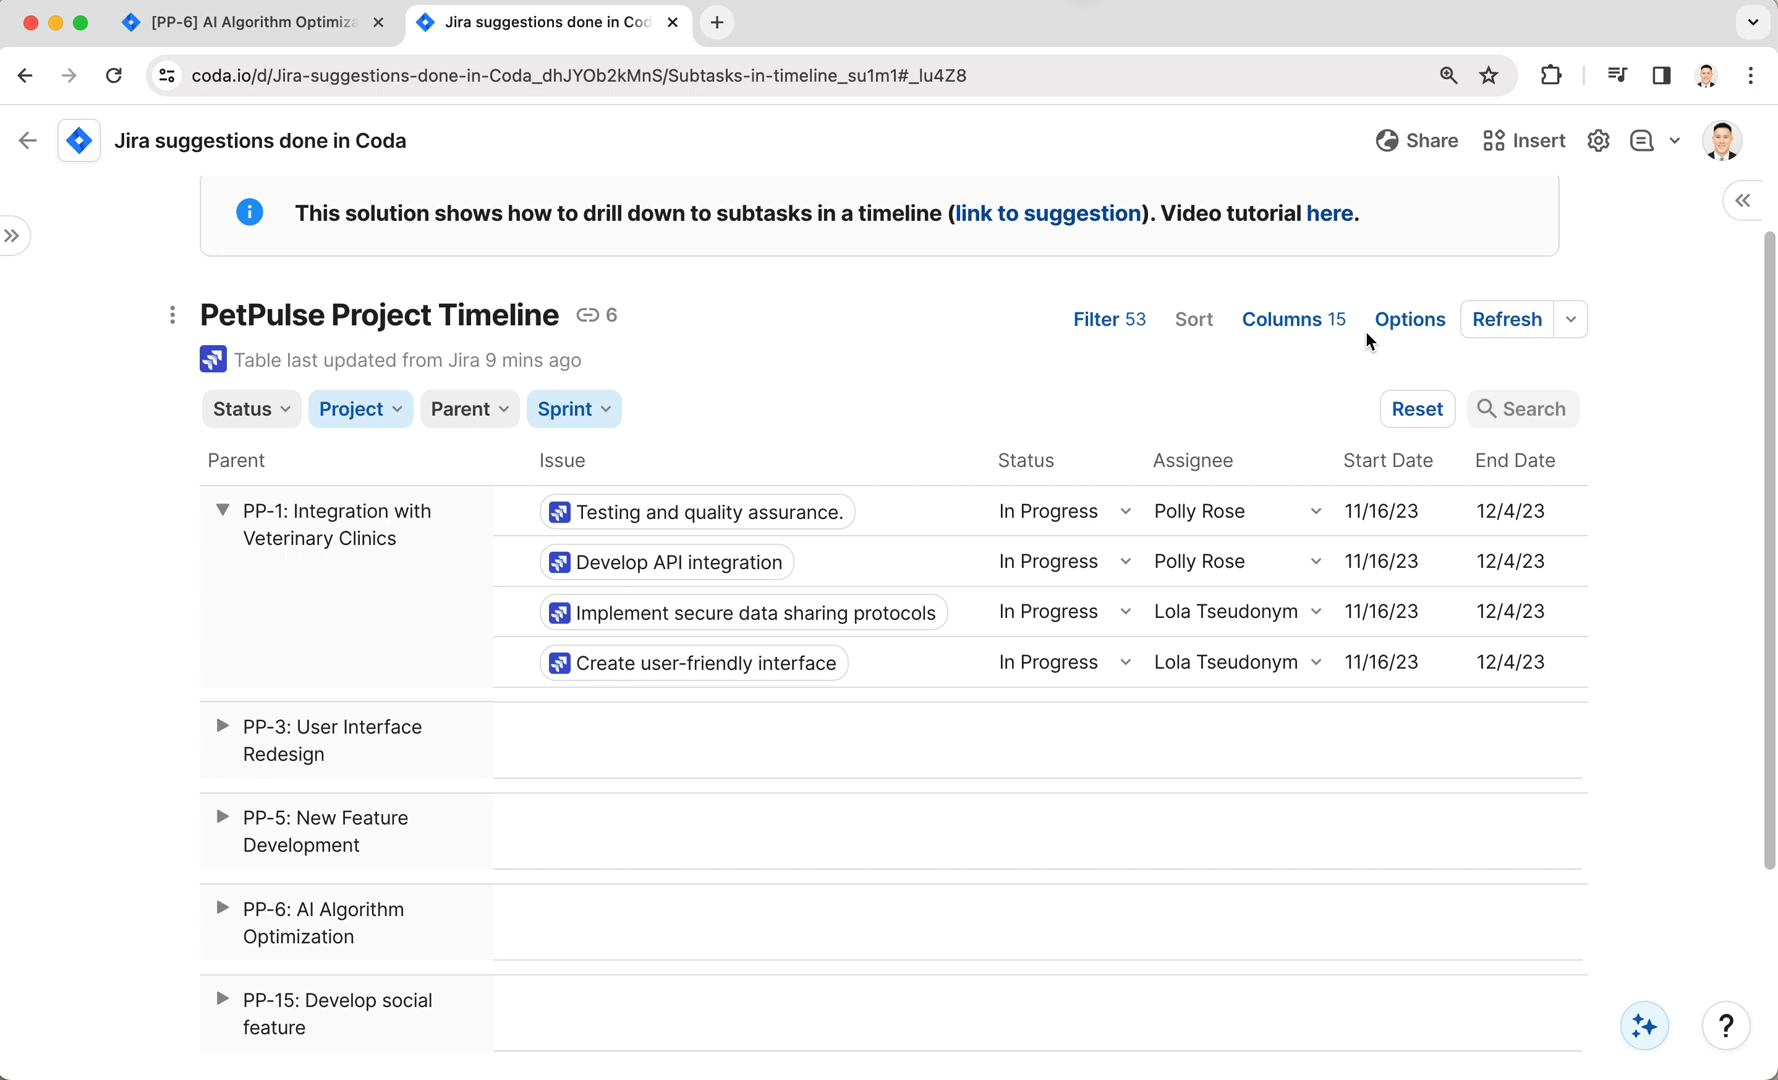 [PP-6] AI Algorithm Optimiza
Jira suggestions done in Cod
coda.io/d/Jira-suggestions-done-in-Coda_dhJYOb2kMnS/Subtasks-in-timeline_su1m1#_lu4Z8
Jira suggestions done in Coda
Share
Insert
This solution shows how to drill down to subtasks in a timeline (link to suggestion). Video tutorial here.
PetPulse Project Timeline 6
Filter 53 Sort Columns 15 Options Refresh
Table last updated from Jira 9 mins ago
Status Project Parent Sprint Reset Search
Parent Issue Status Assignee Start Date End Date
PP-1: Integration with
Veterinary Clinics
Testing and quality assurance. In Progress Polly Rose 11/16/23 12/4/23
Develop API integration In Progress Polly Rose 11/16/23 12/4/23
Implement secure data sharing protocols In Progress Lola Tseudonym 11/16/23 12/4/23
Create user-friendly interface In Progress Lola Tseudonym 11/16/23 12/4/23
PP-3: User Interface
Redesign
PP-5: New Feature
Development
PP-6: AI Algorithm
Optimization
PP-15: Develop social
feature
?